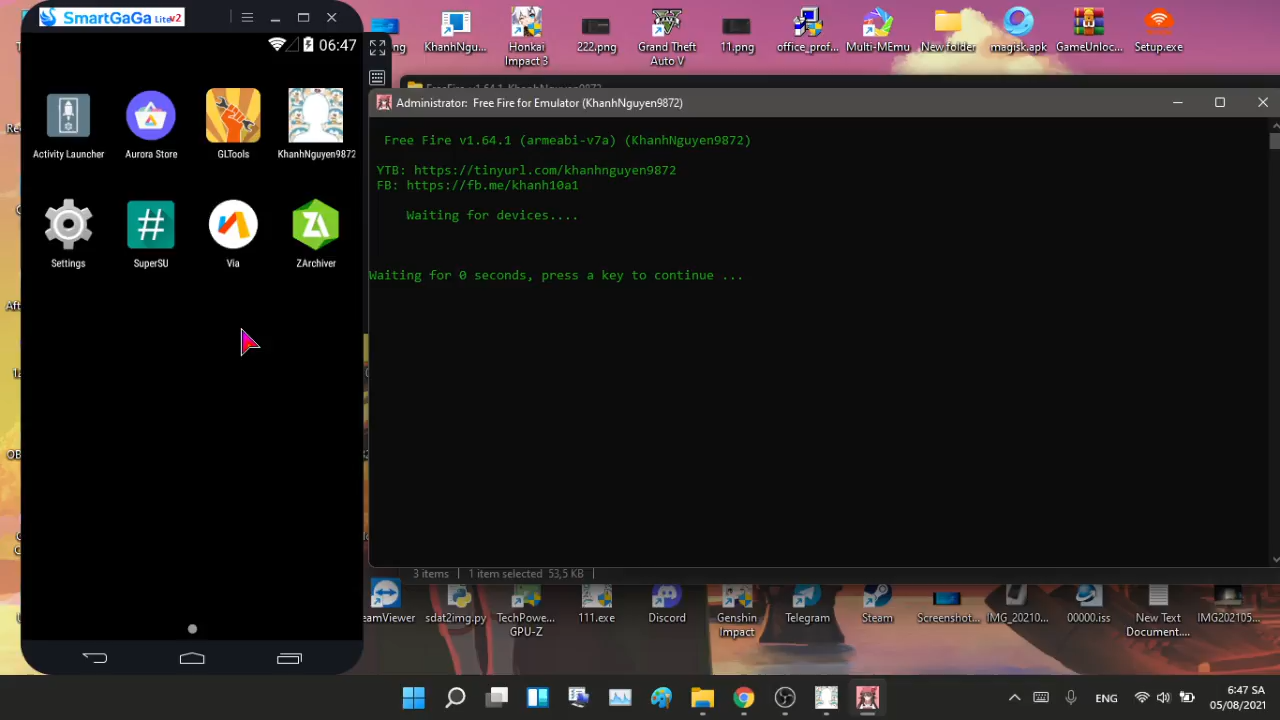 SmartGaGa Lite v2
06:47
Activity Launcher
Aurora Store
GLTools
KhanhNguyen9872
Settings
SuperSU
Via
ZArchiver
KhanhNgu...
Honkai
Impact 3
222.png
Grand Theft
Auto V
11.png
office_prof...
Multi-MEmu
New folder
magisk.apk
GameUnloc...
Setup.exe
Administrator: Free Fire for Emulator (KhanhNguyen9872)
Free Fire v1.64.1 (armeabi-v7a) (KhanhNguyen9872)
YTB: https://tinyurl.com/khanhnguyen9872
FB: https://fb.me/khanh10a1
Waiting for devices....
Waiting for 0 seconds, press a key to continue ...
3 items
1 item selected 53,5 KB
eamViewer
sdat2img.py
TechPowe...
GPU-Z
111.exe
Discord
Genshin
Impact
Telegram
Steam
Screenshot...
IMG_20210...
00000.iss
New Text
Document....
IMG202105...
ENG
6:47 SA
05/08/2021